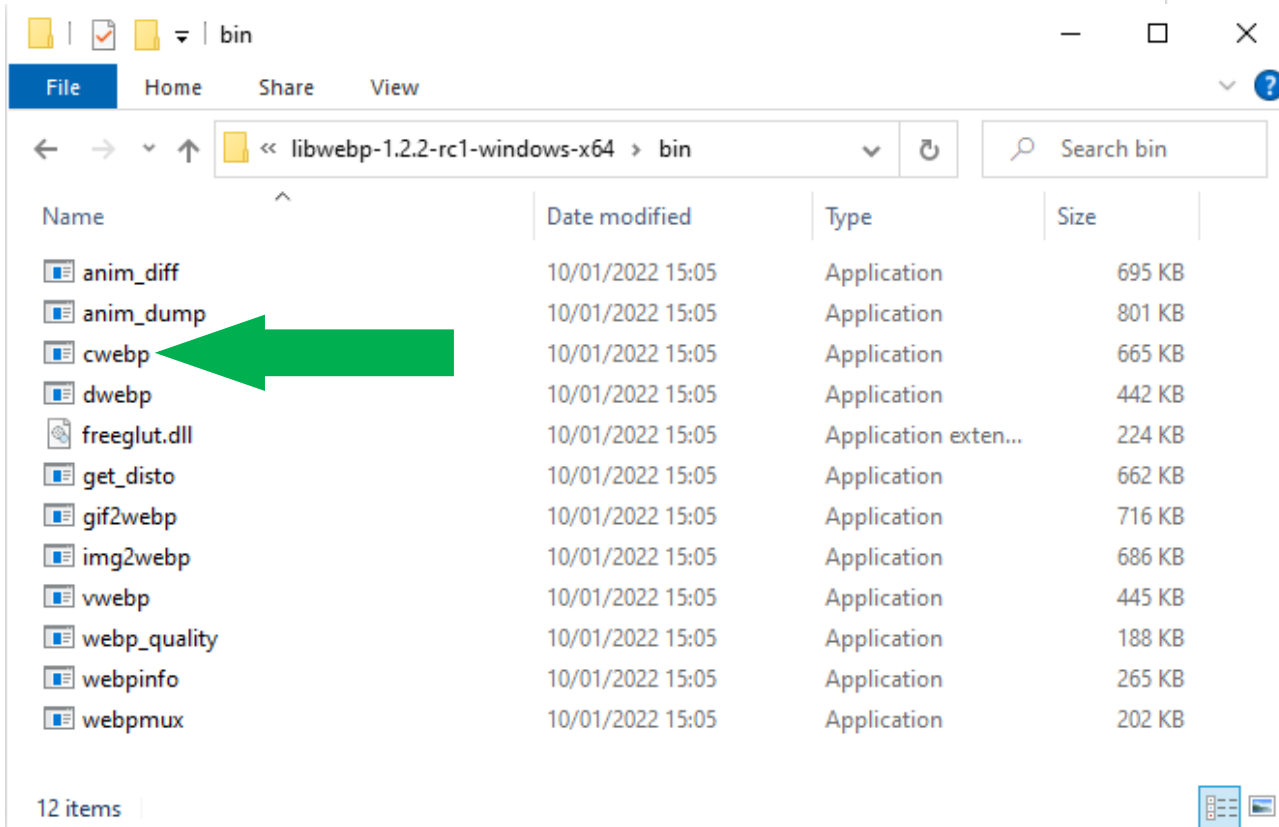 bin
File Home Share View
?
« libwebp-1.2.2-rc1-windows-x64 › bin Search bin
Name Date modified Type Size
anim_diff 10/01/2022 15:05 Application 695 KB
anim_dump 10/01/2022 15:05 Application 801 KB
cwebp 10/01/2022 15:05 Application 665 KB
dwebp 10/01/2022 15:05 Application 442 KB
freeglut.dll 10/01/2022 15:05 Application exten... 224 KB
get_disto 10/01/2022 15:05 Application 662 KB
gif2webp 10/01/2022 15:05 Application 716 KB
img2webp 10/01/2022 15:05 Application 686 KB
vwebp 10/01/2022 15:05 Application 445 KB
webp_quality 10/01/2022 15:05 Application 188 KB
webpinfo 10/01/2022 15:05 Application 265 KB
webpmux 10/01/2022 15:05 Application 202 KB
12 items